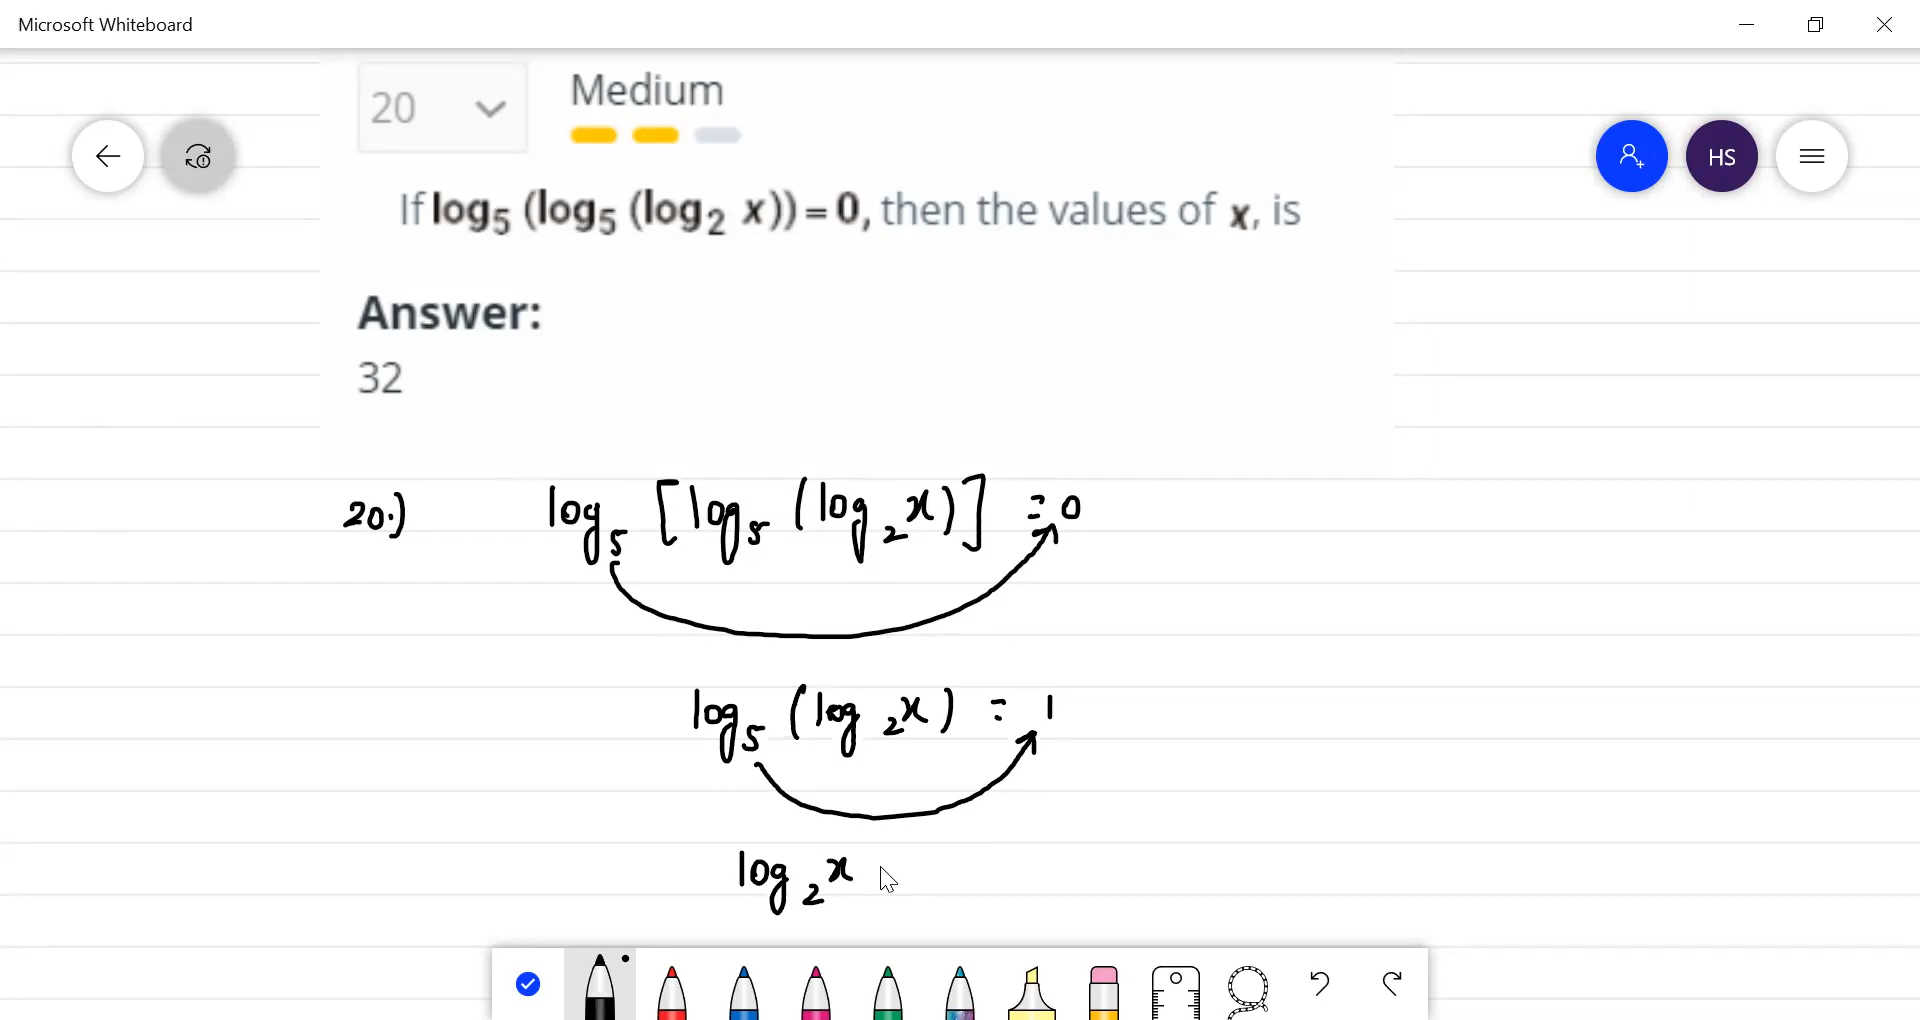 Microsoft Whiteboard
20 Medium
HS
If log₅ (log₅ (log₂ x)) = 0, then the values of x, is
Answer:
32
20.) log₅ [log₅ (log₂ x)] = 0
log₅ (log₂ x) = 1
log₂ x